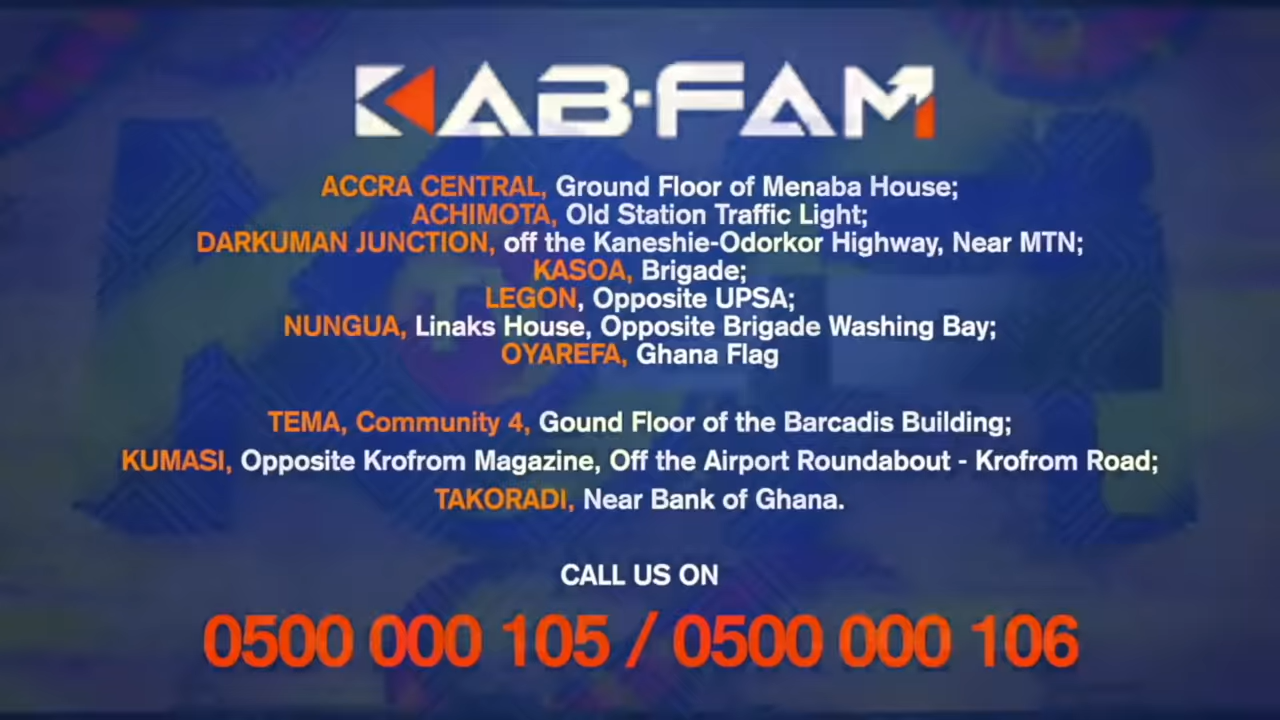 KAB-FAM
ACCRA CENTRAL, Ground Floor of Menaba House;
ACHIMOTA, Old Station Traffic Light;
DARKUMAN JUNCTION, off the Kaneshie-Odorkor Highway, Near MTN;
KASOA, Brigade;
LEGON, Opposite UPSA;
NUNGUA, Linaks House, Opposite Brigade Washing Bay;
OYAREFA, Ghana Flag
TEMA, Community 4, Gound Floor of the Barcadis Building;
KUMASI, Opposite Krofrom Magazine, Off the Airport Roundabout - Krofrom Road;
TAKORADI, Near Bank of Ghana.
CALL US ON
0500 000 105 / 0500 000 106